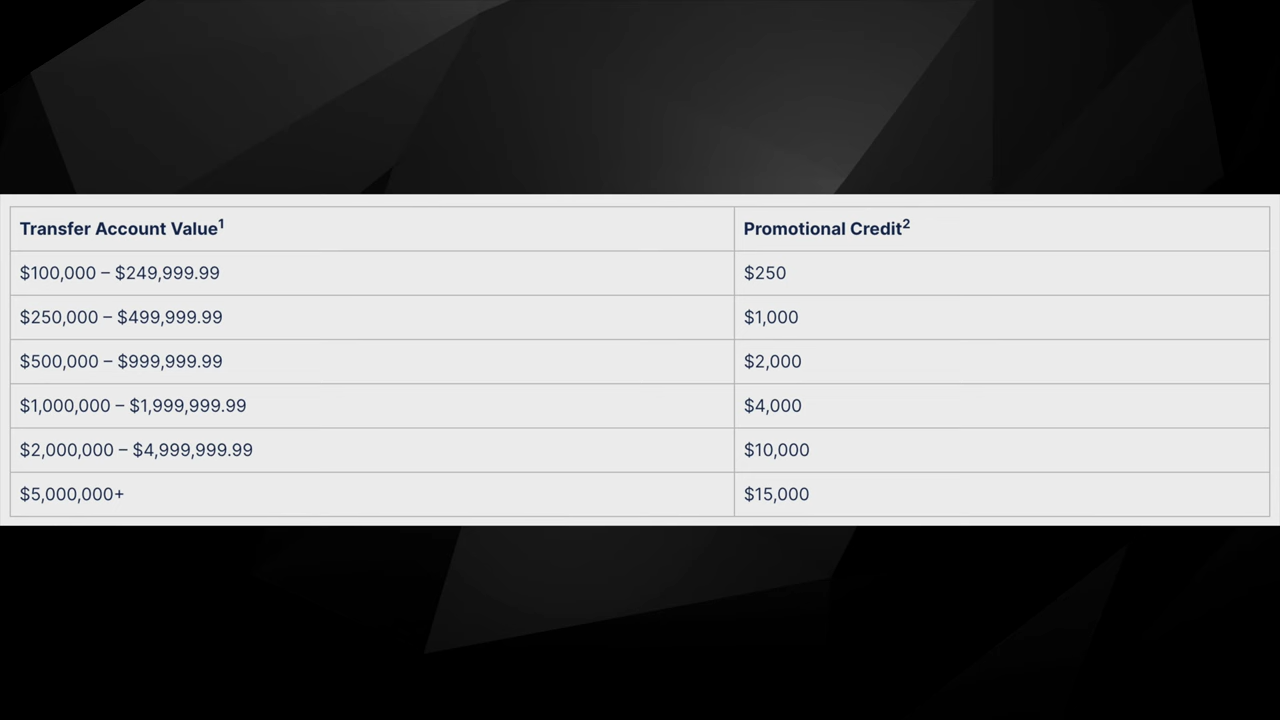 Transfer Account Value¹ Promotional Credit²
$100,000 – $249,999.99 $250
$250,000 – $499,999.99 $1,000
$500,000 – $999,999.99 $2,000
$1,000,000 – $1,999,999.99 $4,000
$2,000,000 – $4,999,999.99 $10,000
$5,000,000+ $15,000